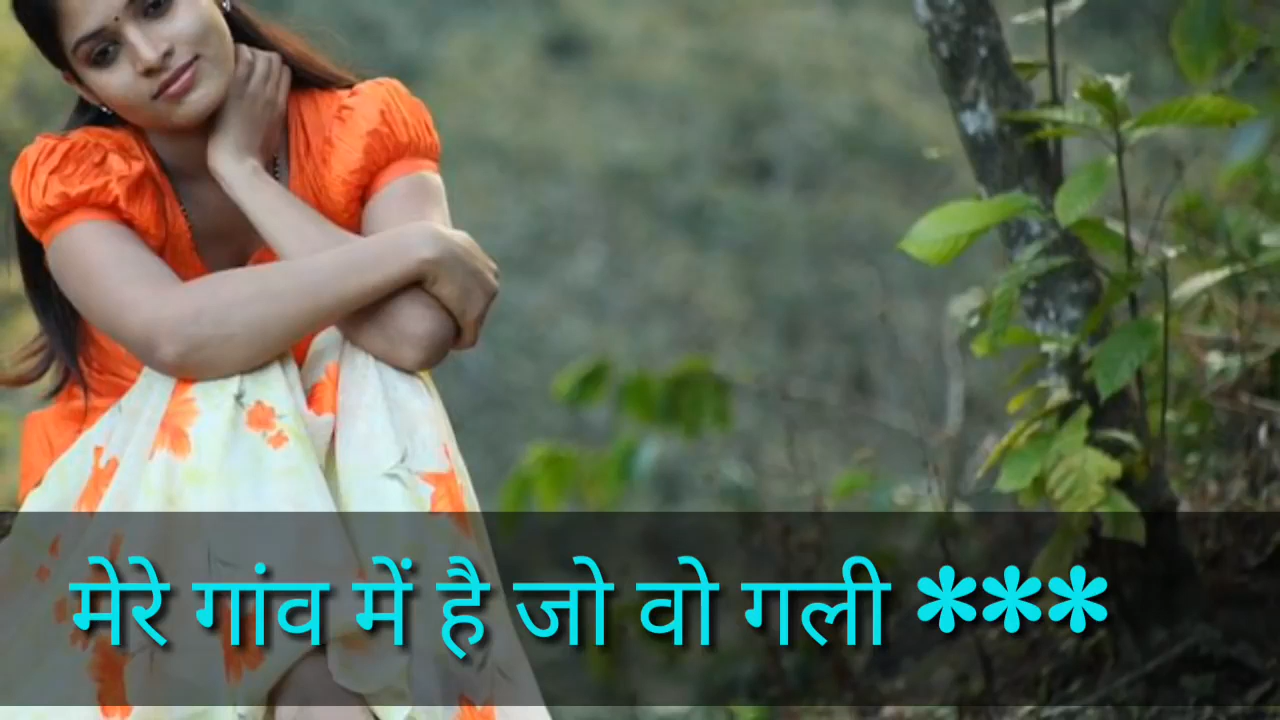 मेरे गांव में है जो वो गली ***